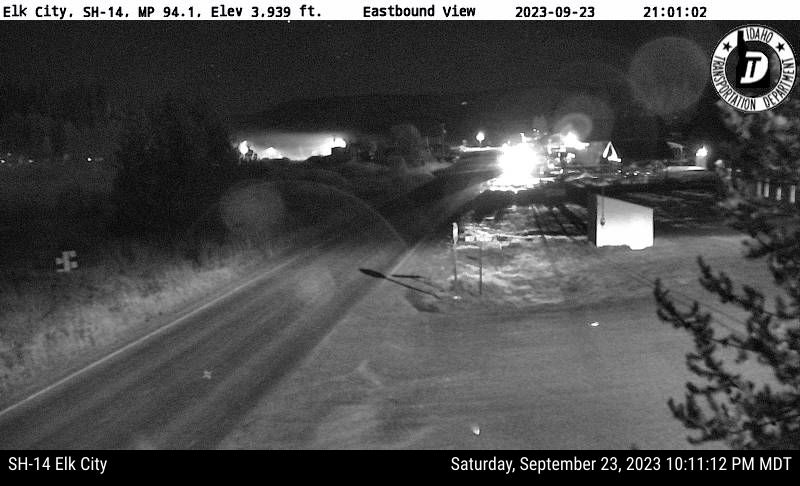 Elk City, SH-14, MP 94.1, Elev 3,939 ft. Eastbound View 2023-09-23 21:01:02
IDAHO
TRANSPORTATION DEPARTMENT
SH-14 Elk City Saturday, September 23, 2023 10:11:12 PM MDT